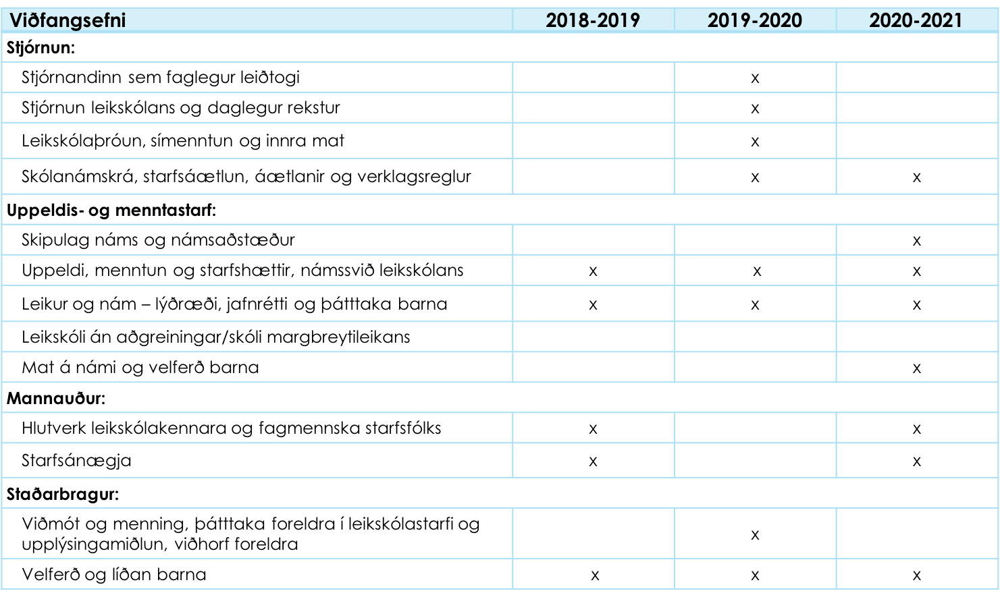 Viðfangsefni 2018-2019 2019-2020 2020-2021
Stjórnun:
Stjórnandinn sem faglegur leiðtogi x
Stjórnun leikskólans og daglegur rekstur x
Leikskólaþróun, símenntun og innra mat x
Skólanámskrá, starfsáætlun, áætlanir og verklagsreglur x x
Uppeldis- og menntastarf:
Skipulag náms og námsaðstæður x
Uppeldi, menntun og starfshættir, námssvið leikskólans x x x
Leikur og nám – lýðræði, jafnrétti og þátttaka barna x x x
Leikskóli án aðgreiningar/skóli margbreytileikans
Mat á námi og velferð barna x
Mannauður:
Hlutverk leikskólakennara og fagmennska starfsfólks x x
Starfsánægja x x
Staðarbragur:
Viðmót og menning, þátttaka foreldra í leikskólastarfi og
upplýsingamiðlun, viðhorf foreldra x
Velferð og líðan barna x x x